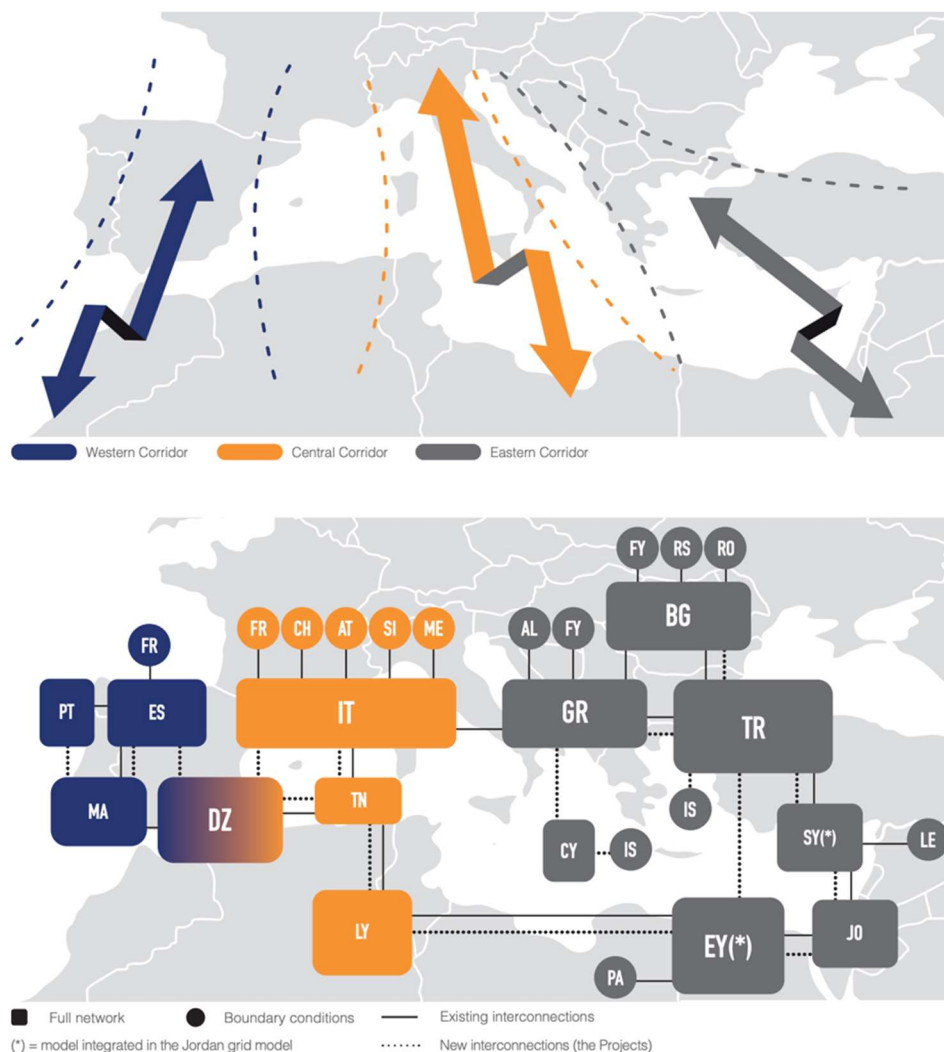 Western Corridor Central Corridor Eastern Corridor
FY RS RO
BG
FR FR CH AT SI ME AL FY
PT ES IT GR TR
MA DZ TN IS
CY IS SY(*) LE
LY EY(*) JO
PA
Full network Boundary conditions Existing interconnections
(*) = model integrated in the Jordan grid model New interconnections (the Projects)